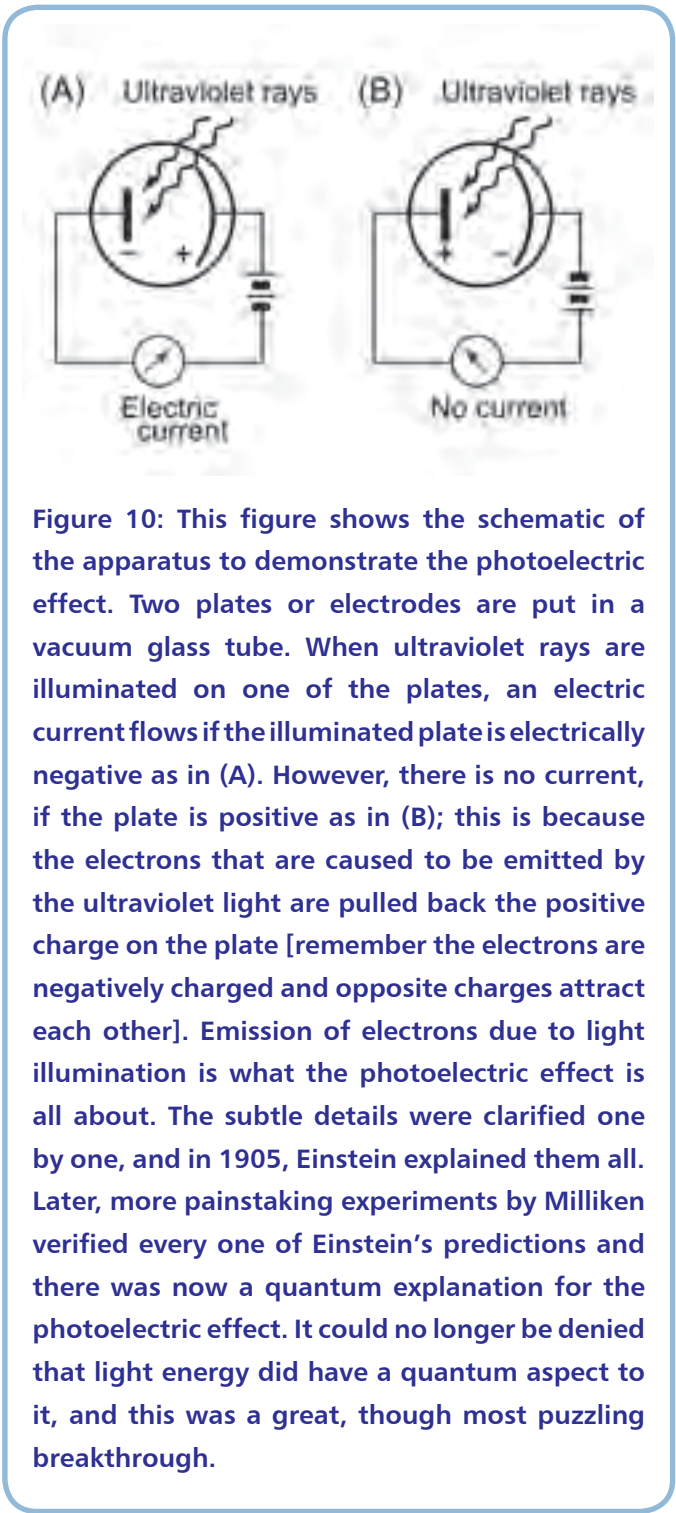 (A) Ultraviolet rays (B) Ultraviolet rays
− + + −
Electric current No current
Figure 10: This figure shows the schematic of
the apparatus to demonstrate the photoelectric
effect. Two plates or electrodes are put in a
vacuum glass tube. When ultraviolet rays are
illuminated on one of the plates, an electric
current flows if the illuminated plate is electrically
negative as in (A). However, there is no current,
if the plate is positive as in (B); this is because
the electrons that are caused to be emitted by
the ultraviolet light are pulled back the positive
charge on the plate [remember the electrons are
negatively charged and opposite charges attract
each other]. Emission of electrons due to light
illumination is what the photoelectric effect is
all about. The subtle details were clarified one
by one, and in 1905, Einstein explained them all.
Later, more painstaking experiments by Milliken
verified every one of Einstein’s predictions and
there was now a quantum explanation for the
photoelectric effect. It could no longer be denied
that light energy did have a quantum aspect to
it, and this was a great, though most puzzling
breakthrough.